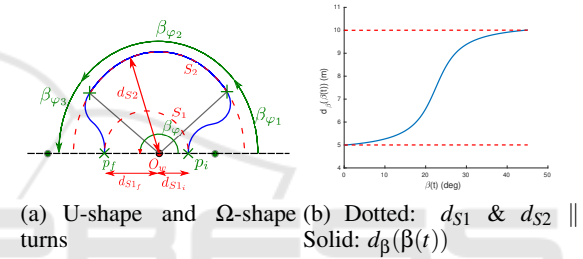 β_φ2
S_2
β_φ3
d_S2
S_1
β_φ1
β_φ
p_f
O_w
p_i
d_S1_f
d_S1_i
11
10
9
8
7
6
5
4
0
10
20
30
40
50
d_β(β(t)) (m)
β(t) (deg)
(a) U-shape and Ω-shape turns
(b) Dotted: d_S1 & d_S2 ‖ Solid: d_β(β(t))